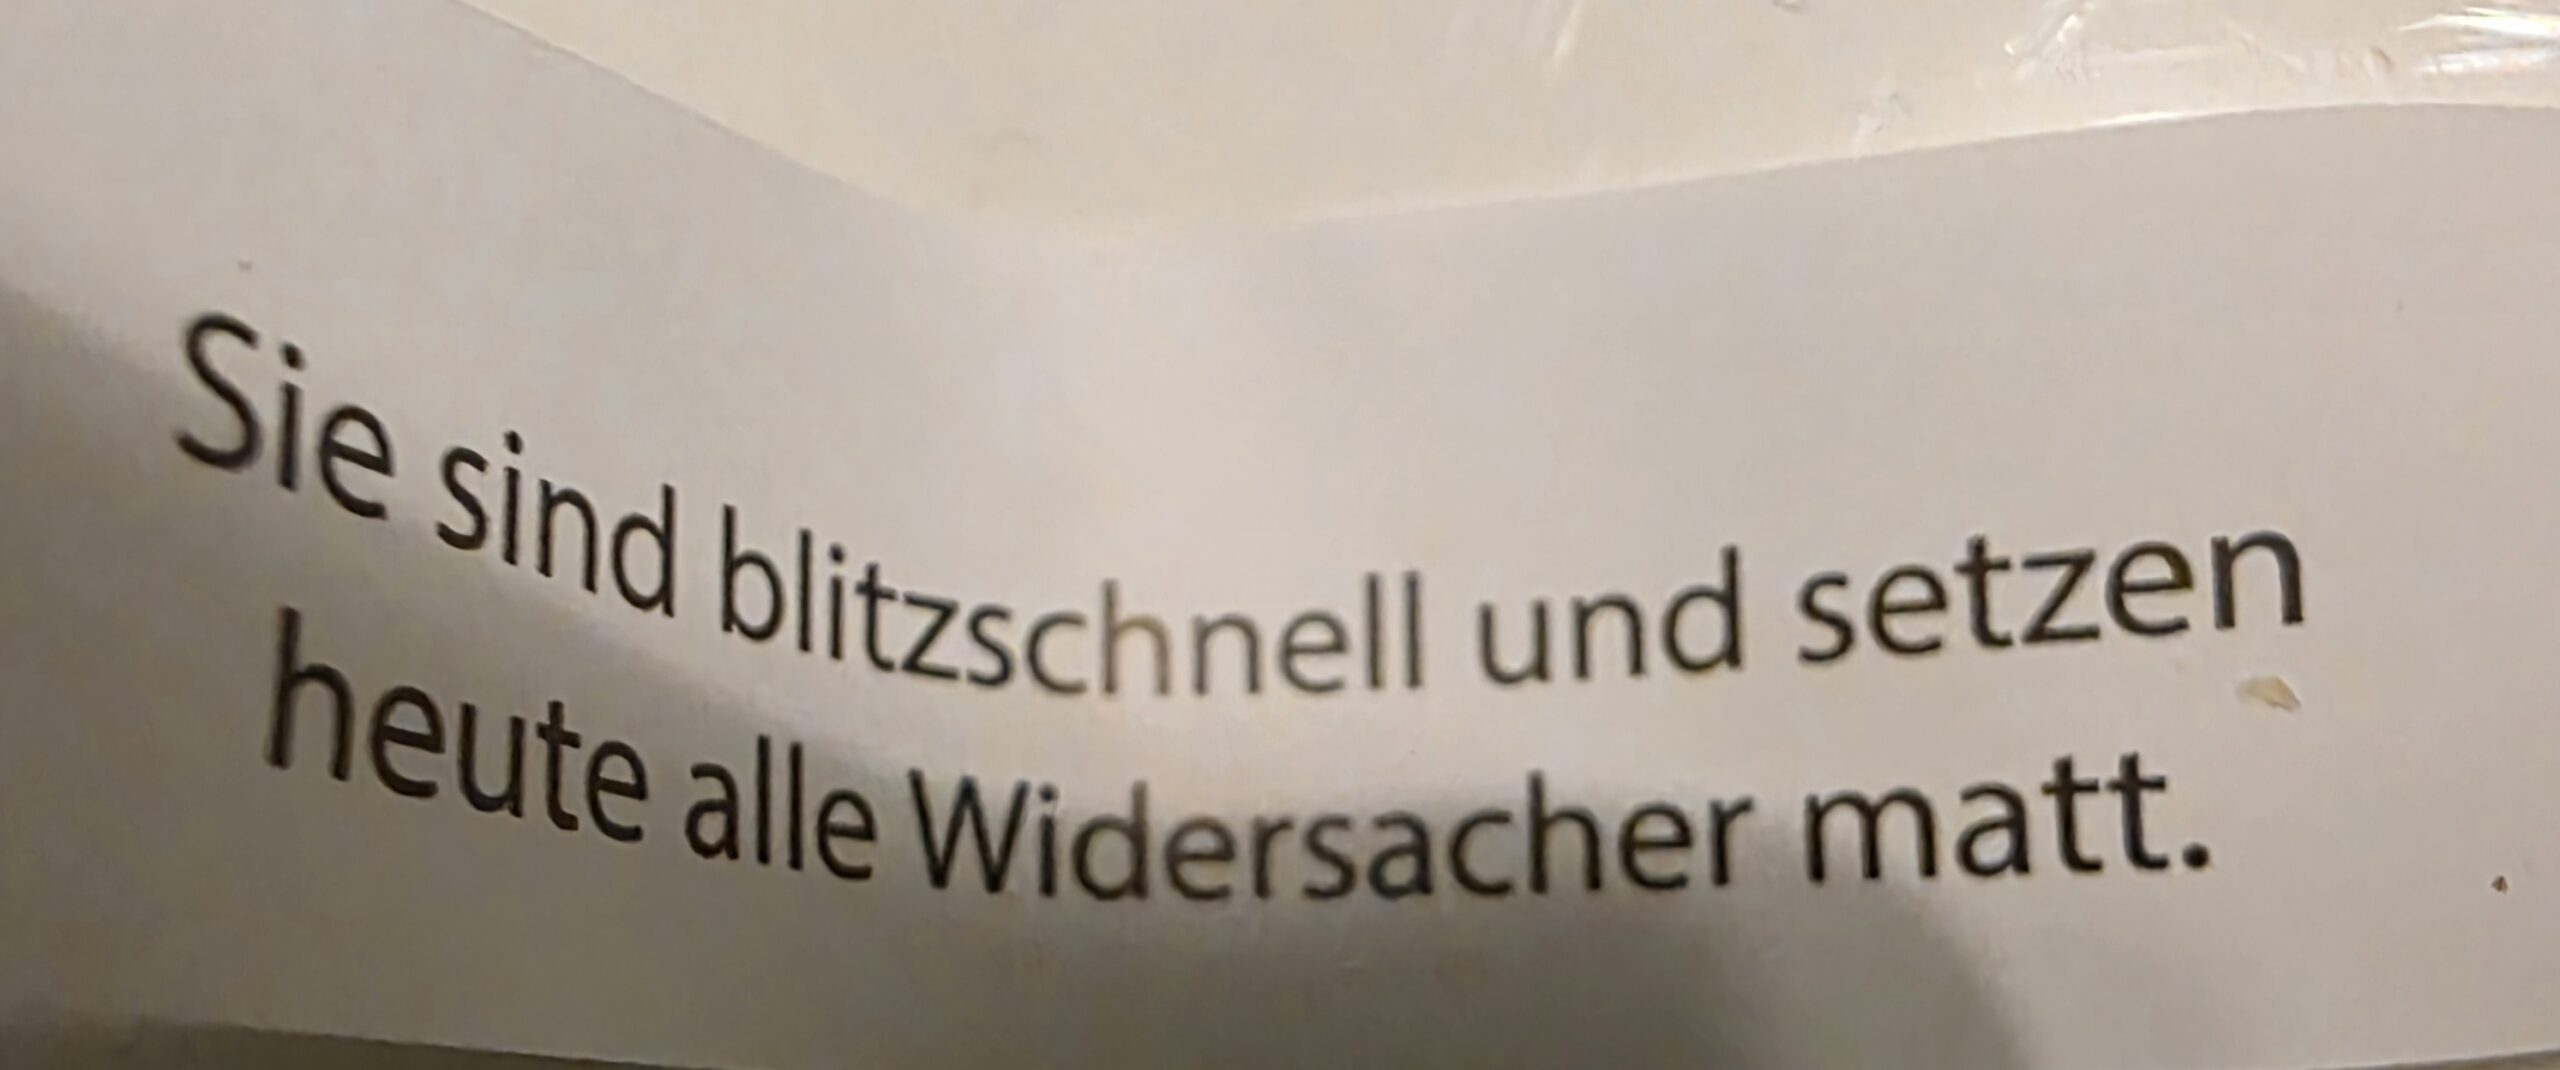 Sie sind blitzschnell und setzen
heute alle Widersacher matt.